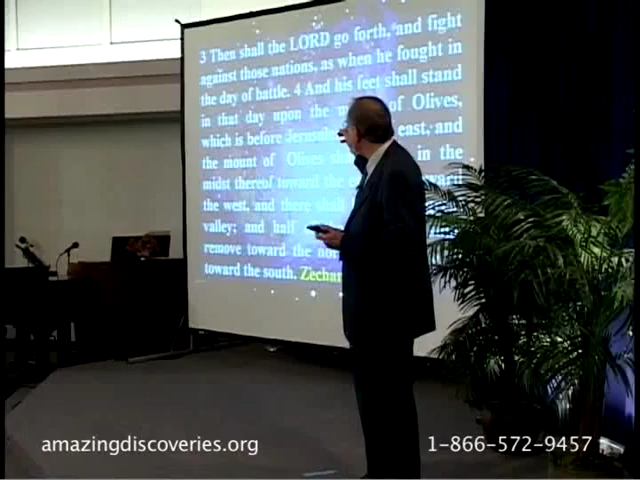 3 Then shall the LORD go forth, and fight
against those nations, as when he fought in
the day of battle. 4 And his feet shall stand
in that day upon the of Olives,
which is before east, and
the mount of Olives in the
midst thereof toward the
the west, and there shall
valley; and half
remove toward the
toward the south.
amazingdiscoveries.org
1-866-572-9457